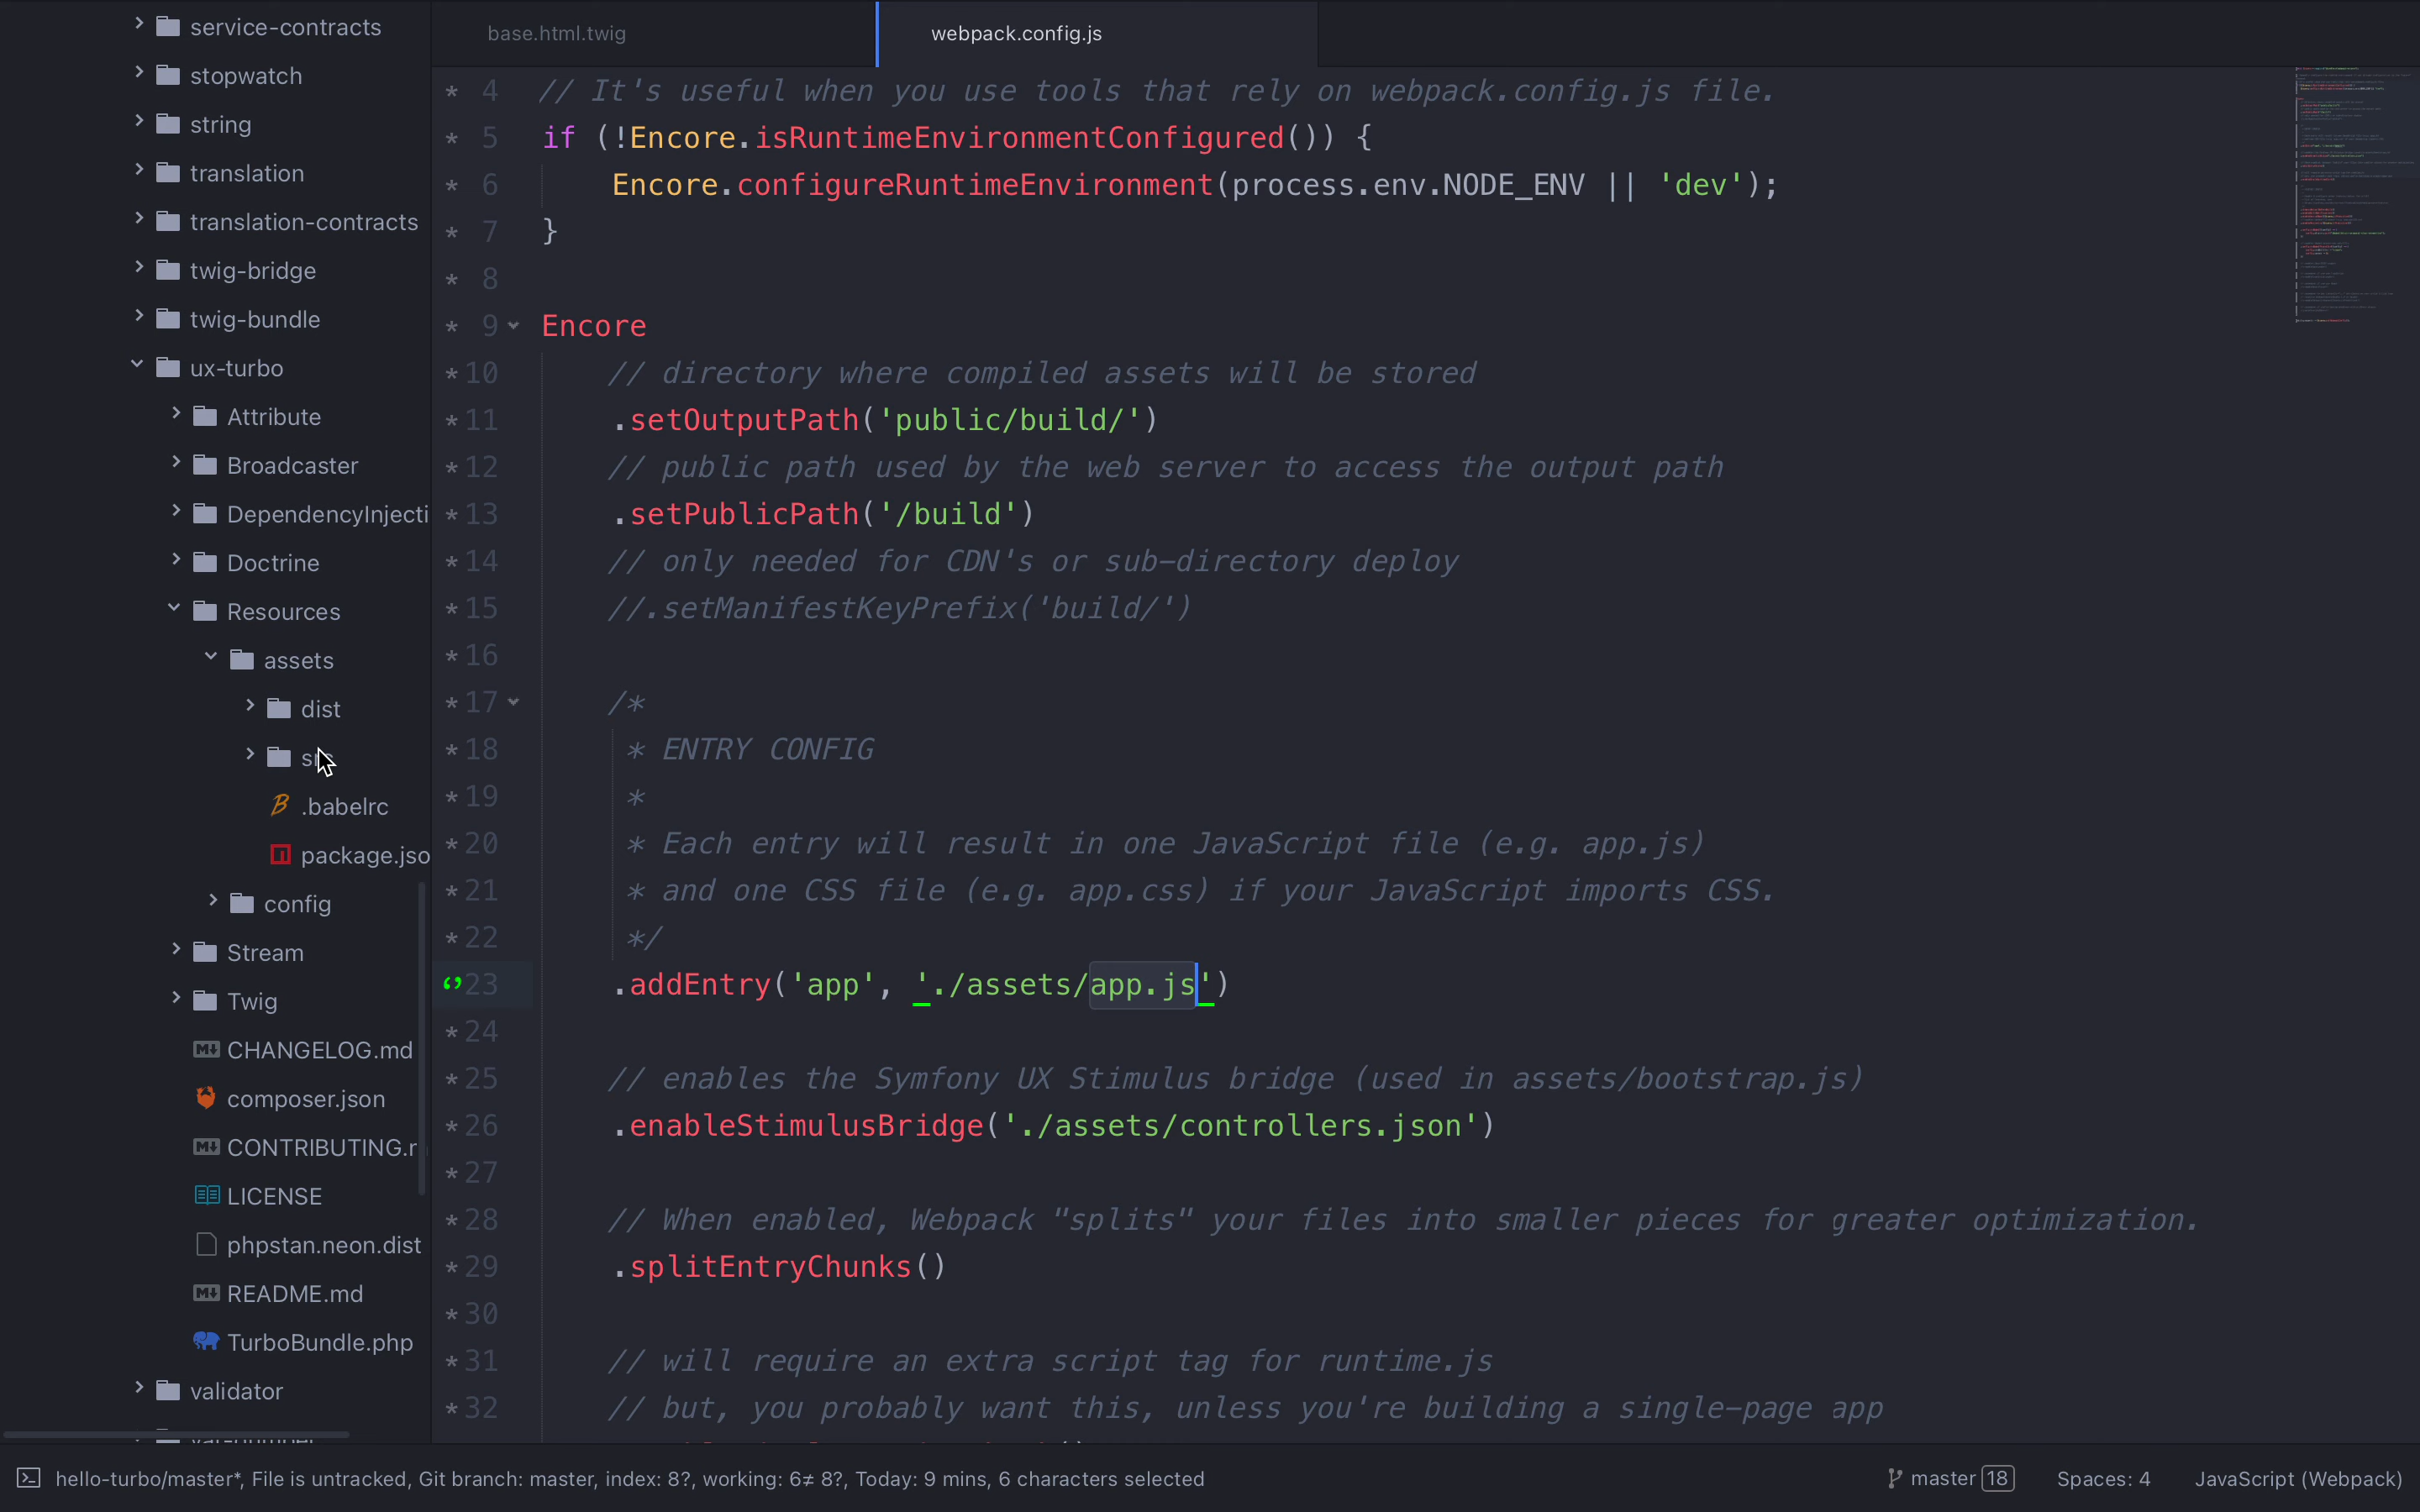 service-contracts
stopwatch
string
translation
translation-contracts
twig-bridge
twig-bundle
ux-turbo
Attribute
Broadcaster
DependencyInjecti
Doctrine
Resources
assets
dist
.babelrc
package.jso
config
Stream
Twig
CHANGELOG.md
composer.json
CONTRIBUTING.r
LICENSE
phpstan.neon.dist
README.md
TurboBundle.php
validator
base.html.twig
webpack.config.js
* 4 // It's useful when you use tools that rely on webpack.config.js file.
* 5 if (!Encore.isRuntimeEnvironmentConfigured()) {
* 6 Encore.configureRuntimeEnvironment(process.env.NODE_ENV || 'dev');
* 7 }
* 8
* 9 Encore
* 10 // directory where compiled assets will be stored
* 11 .setOutputPath('public/build/')
* 12 // public path used by the web server to access the output path
* 13 .setPublicPath('/build')
* 14 // only needed for CDN's or sub-directory deploy
* 15 //.setManifestKeyPrefix('build/')
* 16
* 17 /*
* 18 * ENTRY CONFIG
* 19 *
* 20 * Each entry will result in one JavaScript file (e.g. app.js)
* 21 * and one CSS file (e.g. app.css) if your JavaScript imports CSS.
* 22 */
23 .addEntry('app', './assets/app.js')
* 24
* 25 // enables the Symfony UX Stimulus bridge (used in assets/bootstrap.js)
* 26 .enableStimulusBridge('./assets/controllers.json')
* 27
* 28 // When enabled, Webpack "splits" your files into smaller pieces for greater optimization.
* 29 .splitEntryChunks()
* 30
* 31 // will require an extra script tag for runtime.js
* 32 // but, you probably want this, unless you're building a single-page app
hello-turbo/master*, File is untracked, Git branch: master, index: 8?, working: 6≠ 8?, Today: 9 mins, 6 characters selected
master 18
Spaces: 4
JavaScript (Webpack)